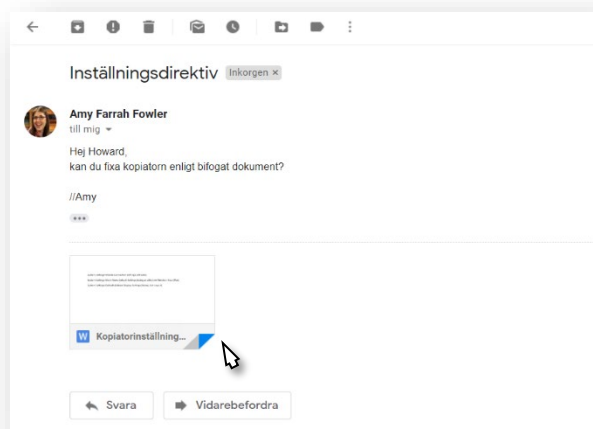 Inställningsdirektiv Inkorgen ×
Amy Farrah Fowler
till mig
Hej Howard,
kan du fixa kopiatorn enligt bifogat dokument?
//Amy
W Kopiatorinställning...
Svara Vidarebefordra